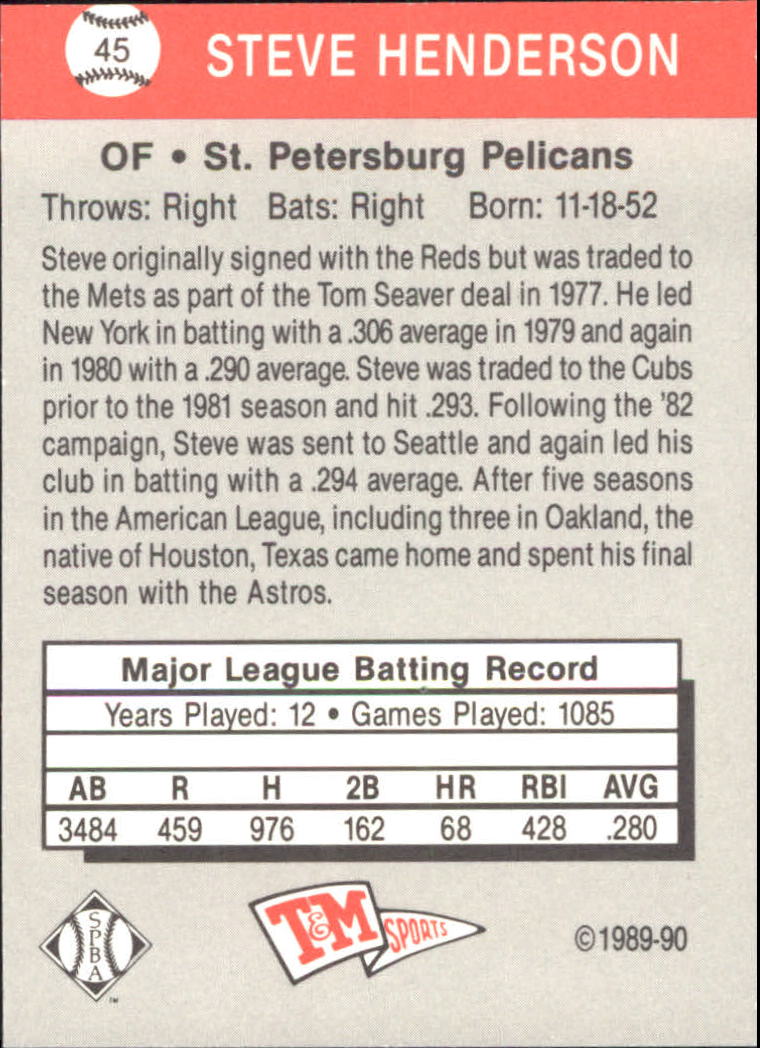 45
STEVE HENDERSON
OF • St. Petersburg Pelicans
Throws: Right Bats: Right Born: 11-18-52
Steve originally signed with the Reds but was traded to
the Mets as part of the Tom Seaver deal in 1977. He led
New York in batting with a .306 average in 1979 and again
in 1980 with a .290 average. Steve was traded to the Cubs
prior to the 1981 season and hit .293. Following the '82
campaign, Steve was sent to Seattle and again led his
club in batting with a .294 average. After five seasons
in the American League, including three in Oakland, the
native of Houston, Texas came home and spent his final
season with the Astros.
Major League Batting Record
Years Played: 12 • Games Played: 1085
AB R H 2B HR RBI AVG
3484 459 976 162 68 428 .280
SPBA ™
T&M SPORTS
©1989-90